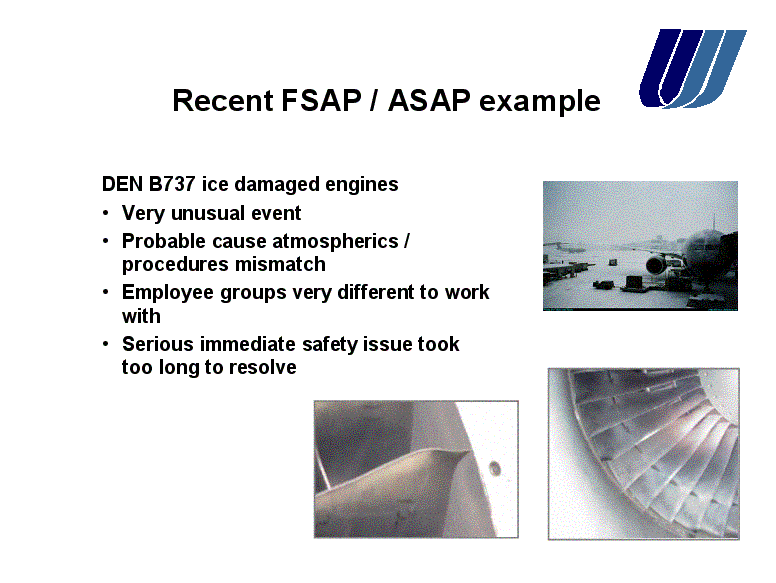 Recent FSAP / ASAP example
DEN B737 ice damaged engines
• Very unusual event
• Probable cause atmospherics /
procedures mismatch
• Employee groups very different to work
with
• Serious immediate safety issue took
too long to resolve